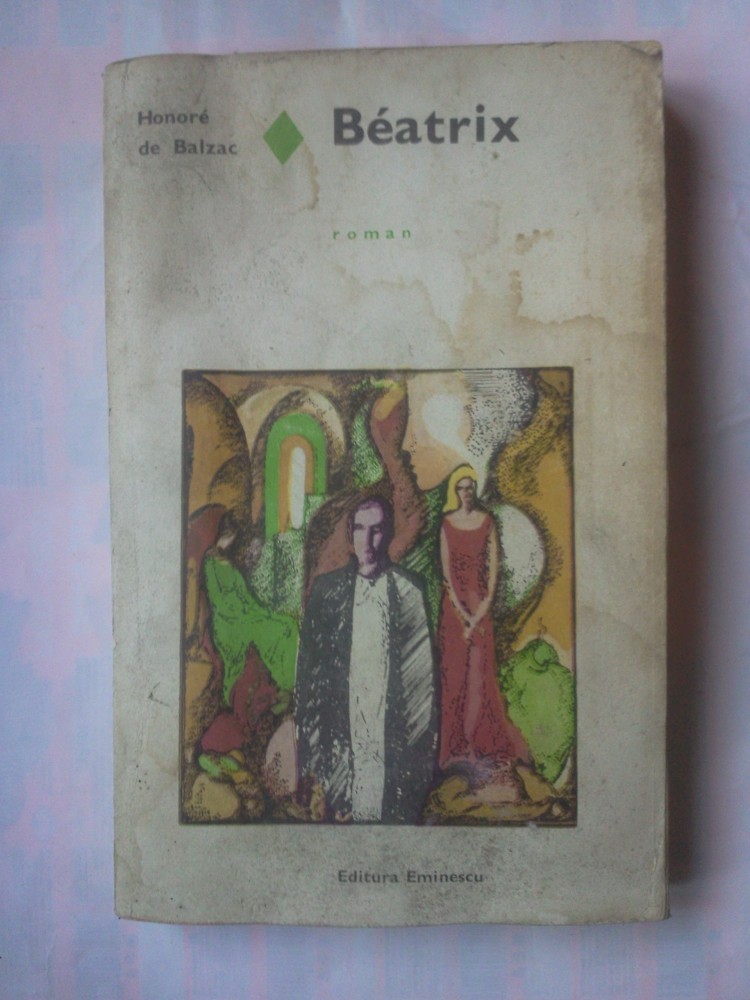 Honoré
de Balzac
Béatrix
roman
Editura Eminescu